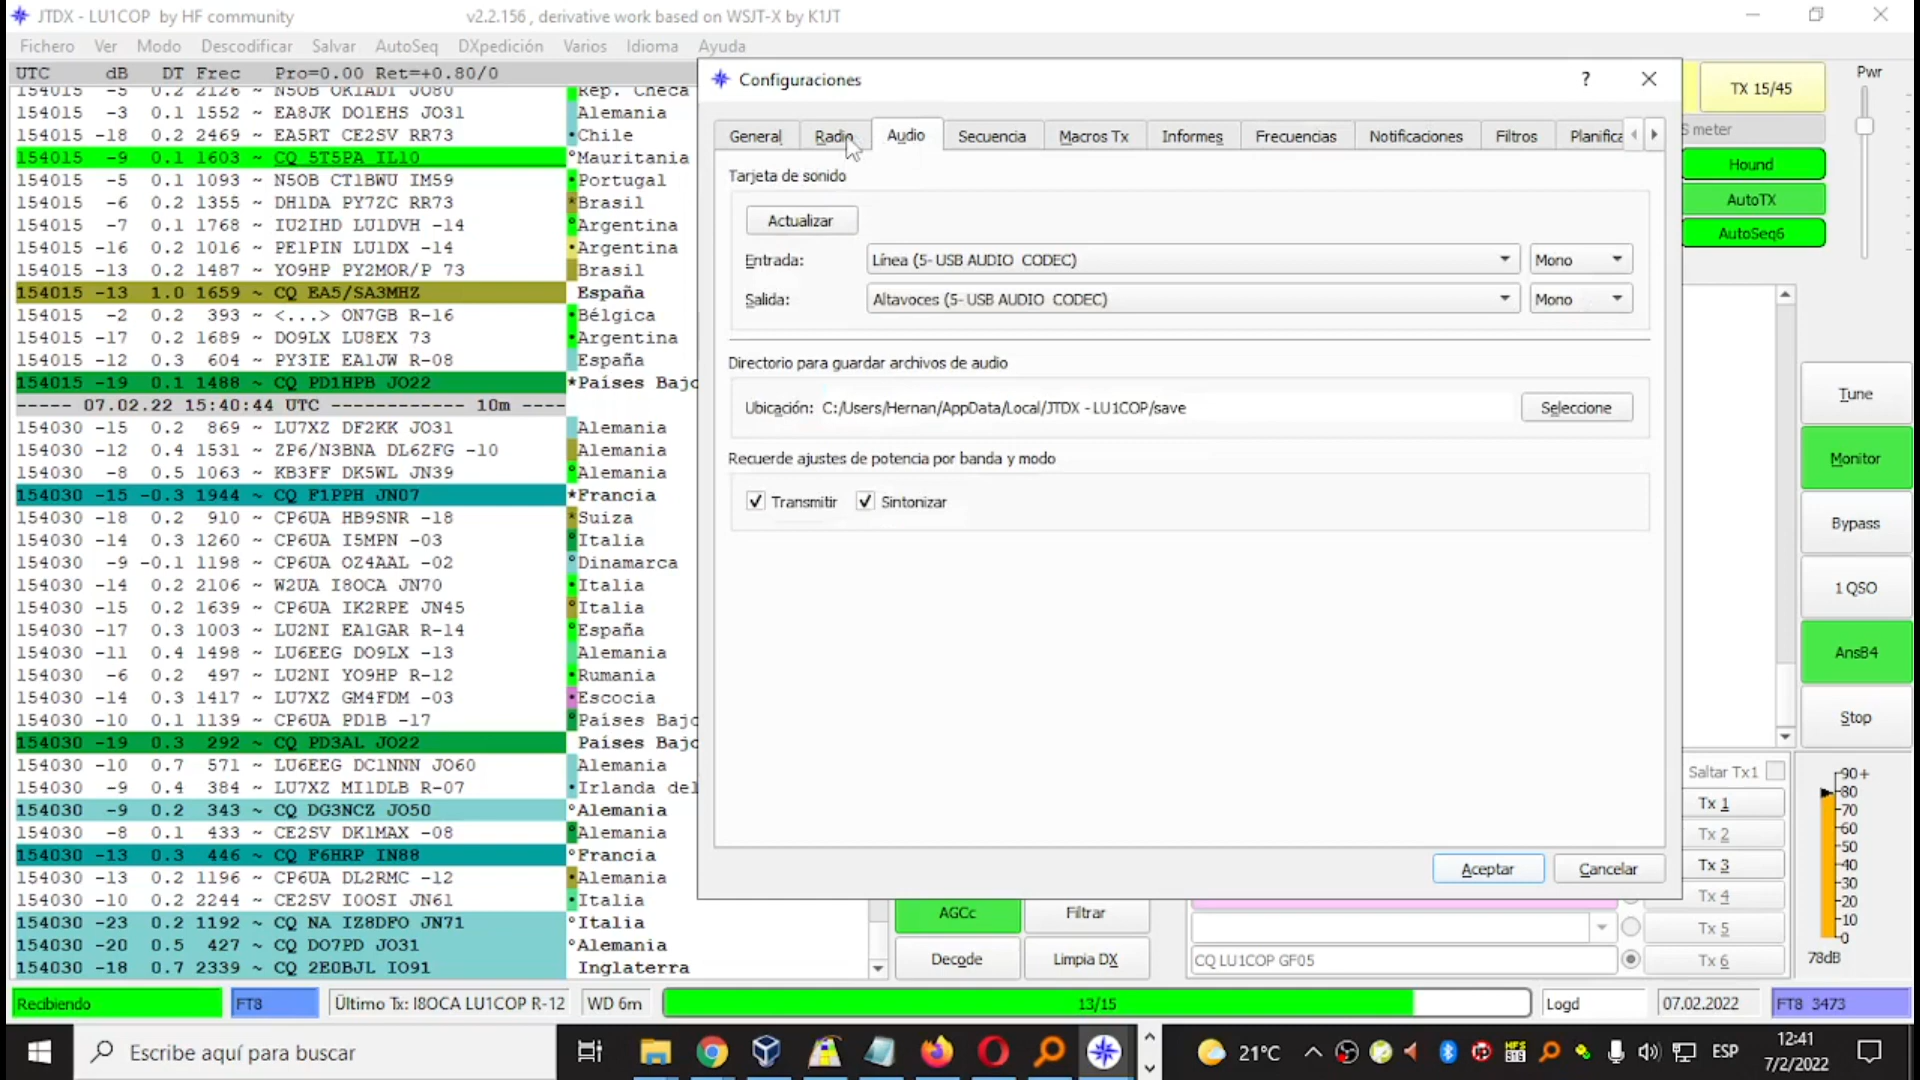 JTDX - LU1COP by HF community
v2.2.156 , derivative work based on WSJT-X by K1JT
Fichero Ver Modo Descodificar Salvar AutoSeq DXpedición Varios Idioma Ayuda
UTC dB DT Frec Pro=0.00 Ret=+0.80/0
154015 -5 0.2 2126 ~ N5OB OK1ADI JO80 Rep. Checa
154015 -3 0.1 1552 ~ EA8JK DO1EHS JO31 Alemania
154015 -18 0.2 2469 ~ EA5RT CE2SV RR73 •Chile
154015 -9 0.1 1603 ~ CQ 5T5PA IL10 °Mauritania
154015 -5 0.1 1093 ~ N5OB CT1BWU IM59 •Portugal
154015 -6 0.2 1355 ~ DH1DA PY7ZC RR73 *Brasil
154015 -7 0.1 1768 ~ IU2IHD LU1DVH -14 °Argentina
154015 -16 0.2 1016 ~ PE1PIN LU1DX -14 •Argentina
154015 -13 0.2 1487 ~ YO9HP PY2MOR/P 73 Brasil
154015 -13 1.0 1659 ~ CQ EA5/SA3MHZ España
154015 -2 0.2 393 ~ <...> ON7GB R-16 •Bélgica
154015 -17 0.2 1689 ~ DO9LX LU8EX 73 •Argentina
154015 -12 0.3 604 ~ PY3IE EA1JW R-08 España
154015 -19 0.1 1488 ~ CQ PD1HPB JO22 *Países Bajo
----- 07.02.22 15:40:44 UTC ------------ 10m ----
154030 -15 0.2 869 ~ LU7XZ DF2KK JO31 Alemania
154030 -12 0.4 1531 ~ ZP6/N3BNA DL6ZFG -10 Alemania
154030 -8 0.5 1063 ~ KB3FF DK5WL JN39 °Alemania
154030 -15 -0.3 1944 ~ CQ F1PPH JN07 *Francia
154030 -18 0.2 910 ~ CP6UA HB9SNR -18 *Suiza
154030 -14 0.3 1260 ~ CP6UA I5MPN -03 °Italia
154030 -9 -0.1 1198 ~ CP6UA OZ4AAL -02 °Dinamarca
154030 -14 0.2 2106 ~ W2UA I8OCA JN70 •Italia
154030 -15 0.2 1639 ~ CP6UA IK2RPE JN45 °Italia
154030 -17 0.3 1003 ~ LU2NI EA1GAR R-14 °España
154030 -11 0.4 1498 ~ LU6EEG DO9LX -13 Alemania
154030 -6 0.2 497 ~ LU2NI YO9HP R-12 •Rumania
154030 -14 0.3 1417 ~ LU7XZ GM4FDM -03 •Escocia
154030 -10 0.1 1139 ~ CP6UA PD1B -17 °Países Bajo
154030 -19 0.3 292 ~ CQ PD3AL JO22 Países Bajo
154030 -10 0.7 571 ~ LU6EEG DC1NNN JO60 Alemania
154030 -9 0.4 384 ~ LU7XZ MI1DLB R-07 •Irlanda del
154030 -9 0.2 343 ~ CQ DG3NCZ JO50 °Alemania
154030 -8 0.1 433 ~ CE2SV DK1MAX -08 °Alemania
154030 -13 0.3 446 ~ CQ F6HRP IN88 °Francia
154030 -13 0.2 1196 ~ CP6UA DL2RMC -12 •Alemania
154030 -10 0.2 2244 ~ CE2SV I0OSI JN61 •Italia
154030 -23 0.2 1192 ~ CQ NA IZ8DFO JN71 °Italia
154030 -20 0.5 427 ~ CQ DO7PD JO31 °Alemania
154030 -18 0.7 2339 ~ CQ 2E0BJL IO91 Inglaterra
Configuraciones ?
General Radio Audio Secuencia Macros Tx Informes Frecuencias Notificaciones Filtros Planifica
Tarjeta de sonido
Actualizar
Entrada: Línea (5- USB AUDIO CODEC) Mono
Salida: Altavoces (5- USB AUDIO CODEC) Mono
Directorio para guardar archivos de audio
Ubicación: C:/Users/Hernan/AppData/Local/JTDX - LU1COP/save Seleccione
Recuerde ajustes de potencia por banda y modo
Transmitir Sintonizar
Aceptar Cancelar
TX 15/45
Pwr
S meter
Hound
AutoTX
AutoSeq6
Tune
Monitor
Bypass
1 QSO
AnsB4
Stop
Saltar Tx1
Tx 1
Tx 2
Tx 3
Tx 4
Tx 5
Tx 6
90+
80
70
60
50
40
30
20
10
0
78dB
AGCc Filtrar
Decode Limpia DX
CQ LU1COP GF05
Recibiendo FT8 Último Tx: I8OCA LU1COP R-12 WD 6m 13/15 Logd 07.02.2022 FT8 3473
Escribe aquí para buscar
21°C
ESP
12:41
7/2/2022